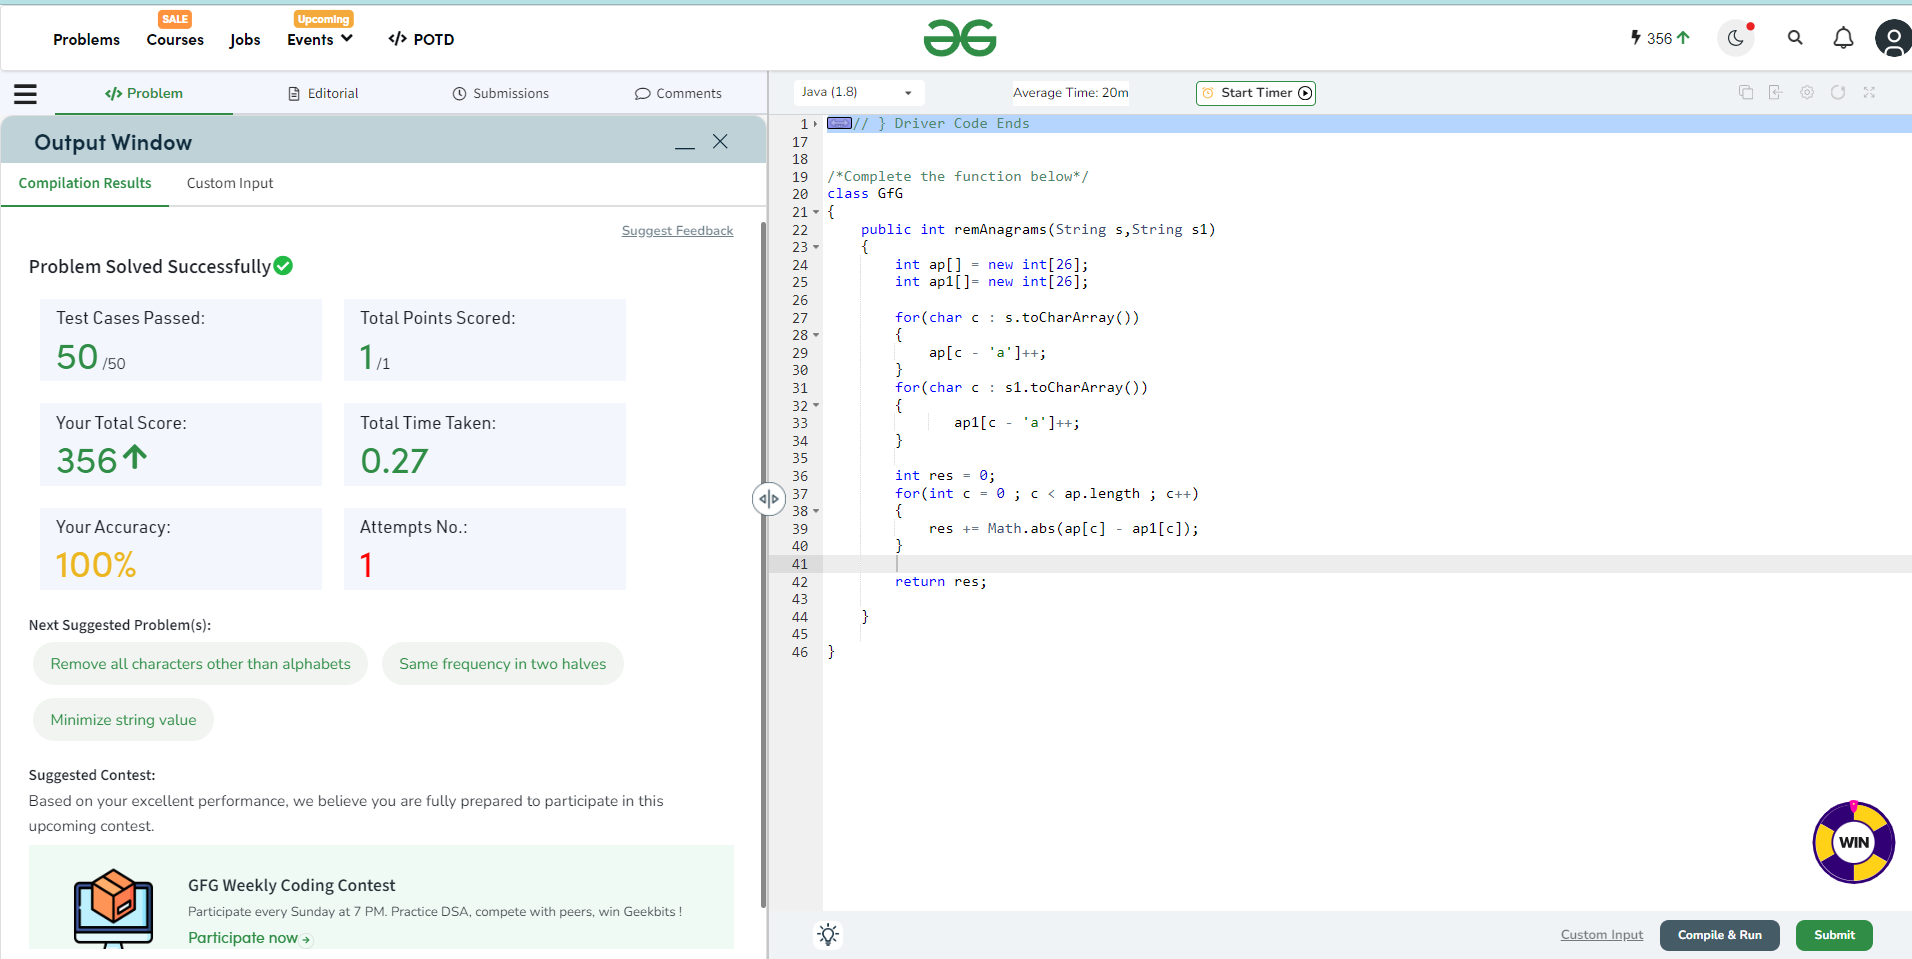 SALE
Upcoming
Problems Courses Jobs Events </> POTD
356
</> Problem Editorial Submissions Comments
Output Window
Compilation Results Custom Input
Suggest Feedback
Problem Solved Successfully
Test Cases Passed: Total Points Scored:
50 /50 1 /1
Your Total Score: Total Time Taken:
356 0.27
Your Accuracy: Attempts No.:
100% 1
Next Suggested Problem(s):
Remove all characters other than alphabets Same frequency in two halves
Minimize string value
Suggested Contest:
Based on your excellent performance, we believe you are fully prepared to participate in this
upcoming contest.
GFG Weekly Coding Contest
Participate every Sunday at 7 PM. Practice DSA, compete with peers, win Geekbits !
Participate now
Java (1.8) Average Time: 20m Start Timer
1 // } Driver Code Ends
17
18
19 /*Complete the function below*/
20 class GfG
21 {
22 public int remAnagrams(String s,String s1)
23 {
24 int ap[] = new int[26];
25 int ap1[]= new int[26];
26
27 for(char c : s.toCharArray())
28 {
29 ap[c - 'a']++;
30 }
31 for(char c : s1.toCharArray())
32 {
33 ap1[c - 'a']++;
34 }
35
36 int res = 0;
37 for(int c = 0 ; c < ap.length ; c++)
38 {
39 res += Math.abs(ap[c] - ap1[c]);
40 }
41
42 return res;
43
44 }
45
46 }
WIN
Custom Input Compile & Run Submit